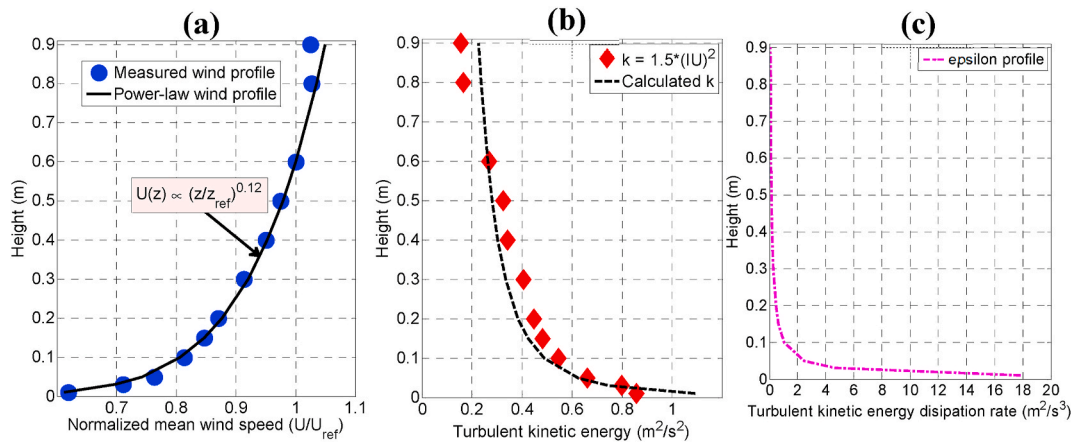 (a)
0.9
0.8
0.7
0.6
0.5
0.4
0.3
0.2
0.1
0
Height (m)
Measured wind profile
Power-law wind profile
U(z) ∝ (z/z_ref)^0.12
0.7 0.8 0.9 1 1.1
Normalized mean wind speed (U/U_ref)
(b)
0.9
0.8
0.7
0.6
0.5
0.4
0.3
0.2
0.1
0
Height (m)
k = 1.5*(IU)^2
Calculated k
0 0.2 0.4 0.6 0.8 1
Turbulent kinetic energy (m^2/s^2)
(c)
0.9
0.8
0.7
0.6
0.5
0.4
0.3
0.2
0.1
0
Height (m)
epsilon profile
0 2 4 6 8 10 12 14 16 18 20
Turbulent kinetic energy disipation rate (m^2/s^3)